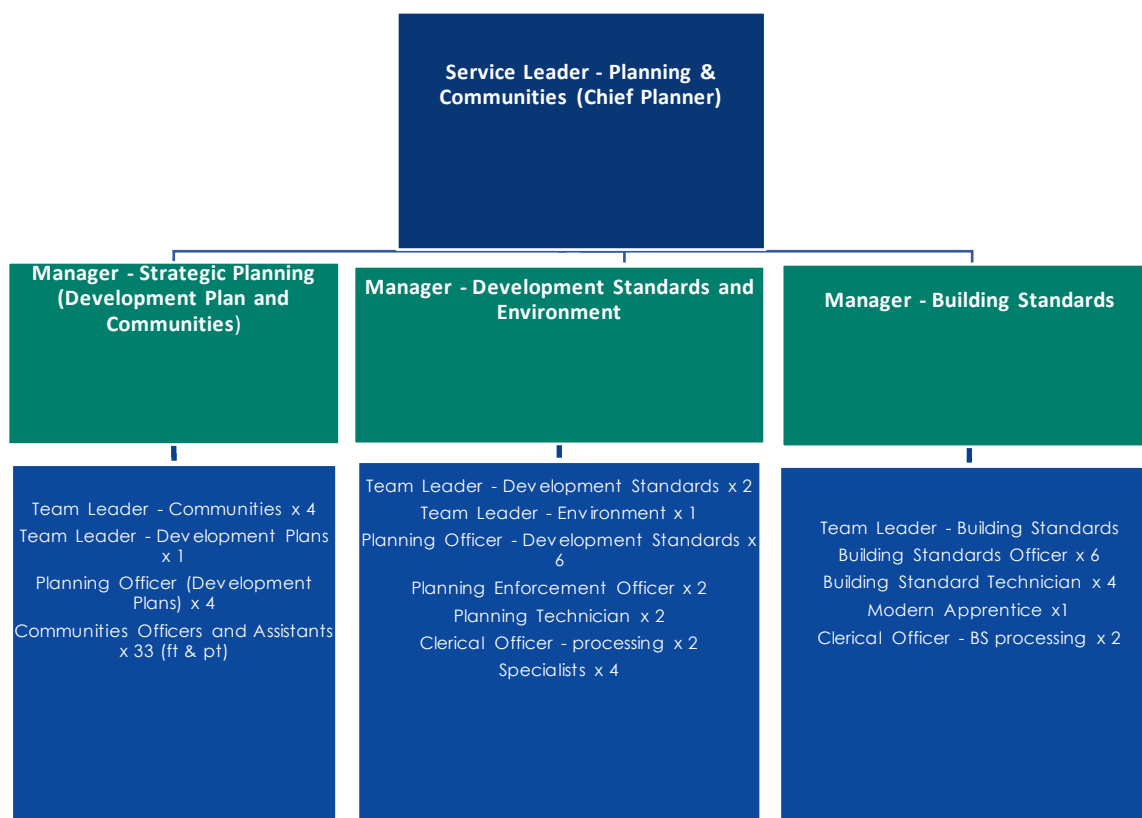 Service Leader - Planning &
Communities (Chief Planner)
Manager - Strategic Planning
(Development Plan and
Communities)
Manager - Development Standards and
Environment
Manager - Building Standards
Team Leader - Communities x 4
Team Leader - Development Plans
x 1
Planning Officer (Development
Plans) x 4
Communities Officers and Assistants
x 33 (ft & pt)
Team Leader - Development Standards x 2
Team Leader - Environment x 1
Planning Officer - Development Standards x
6
Planning Enforcement Officer x 2
Planning Technician x 2
Clerical Officer - processing x 2
Specialists x 4
Team Leader - Building Standards
Building Standards Officer x 6
Building Standard Technician x 4
Modern Apprentice x1
Clerical Officer - BS processing x 2